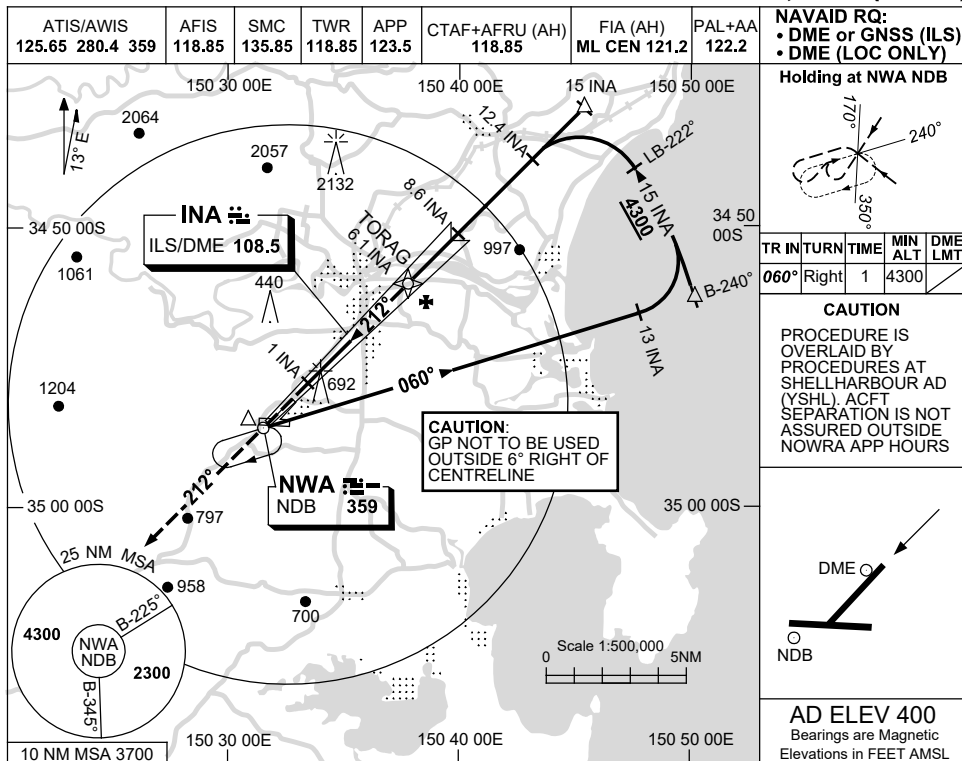 ATIS/AWIS
125.65 280.4 359
AFIS
118.85
SMC
135.85
TWR
118.85
APP
123.5
CTAF+AFRU (AH)
118.85
FIA (AH)
ML CEN 121.2
PAL+AA
122.2
NAVAID RQ:
• DME or GNSS (ILS)
• DME (LOC ONLY)
150 30 00E
150 40 00E
15 INA
150 50 00E
13° E
2064
2057
2132
12.4 INA
LB-222°
15 INA
4300
8.6 INA
INA
ILS/DME 108.5
TORAG
6.1 INA
997
34 50 00S
34 50
00S
1061
440
B-240°
212°
13 INA
1 INA
692
060°
1204
CAUTION:
GP NOT TO BE USED
OUTSIDE 6° RIGHT OF
CENTRELINE
NWA
NDB 359
212°
35 00 00S
35 00 00S
797
25 NM MSA
958
700
B-225°
4300
NWA
NDB
2300
B-345°
Scale 1:500,000
0
5NM
10 NM MSA 3700
150 30 00E
150 40 00E
150 50 00E
Holding at NWA NDB
170°
240°
350°
TR IN TURN TIME MIN ALT DME LMT
060° Right 1 4300
CAUTION
PROCEDURE IS
OVERLAID BY
PROCEDURES AT
SHELLHARBOUR AD
(YSHL). ACFT
SEPARATION IS NOT
ASSURED OUTSIDE
NOWRA APP HOURS
DME
NDB
AD ELEV 400
Bearings are Magnetic
Elevations in FEET AMSL